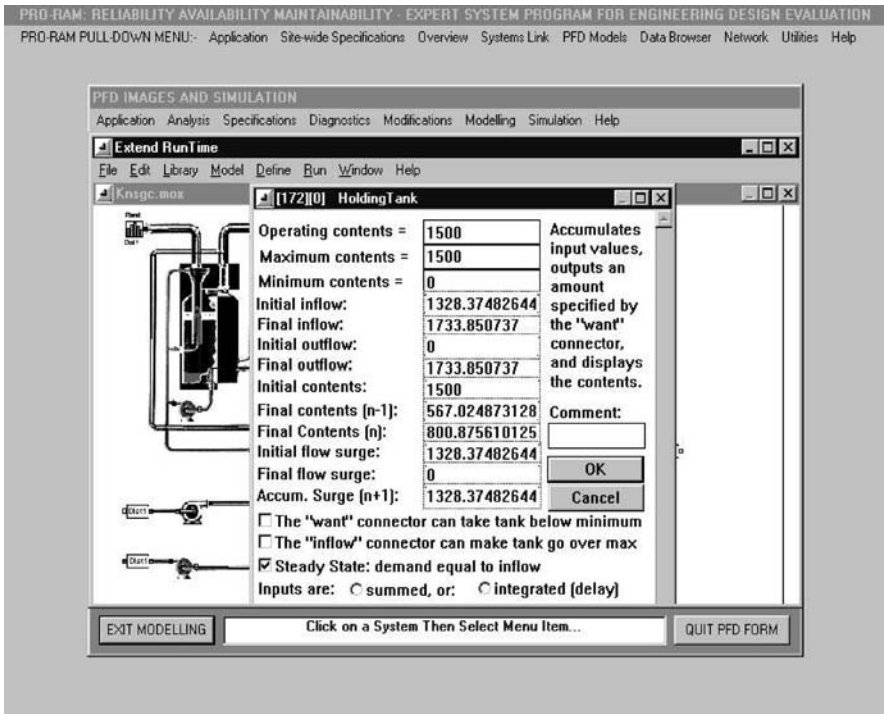 PRO-RAM: RELIABILITY AVAILABILITY MAINTAINABILITY - EXPERT SYSTEM PROGRAM FOR ENGINEERING DESIGN EVALUATION
PRO-RAM PULL-DOWN MENU:- Application Site-wide Specifications Overview Systems Link PFD Models Data Browser Network Utilities Help
PFD IMAGES AND SIMULATION
Application Analysis Specifications Diagnostics Modifications Modelling Simulation Help
Extend RunTime
File Edit Library Model Define Run Window Help
Knsgc.mox
[172][0] HoldingTank
Operating contents = 1500
Maximum contents = 1500
Minimum contents = 0
Initial inflow: 1328.37482644
Final inflow: 1733.850737
Initial outflow: 0
Final outflow: 1733.850737
Initial contents: 1500
Final contents (n-1): 567.024873128
Final Contents (n): 800.875610125
Initial flow surge: 1328.37482644
Final flow surge: 0
Accum. Surge (n+1): 1328.37482644
Accumulates
input values,
outputs an
amount
specified by
the "want"
connector,
and displays
the contents.
Comment:
OK
Cancel
The "want" connector can take tank below minimum
The "inflow" connector can make tank go over max
Steady State: demand equal to inflow
Inputs are: summed, or: integrated (delay)
EXIT MODELLING
Click on a System Then Select Menu Item...
QUIT PFD FORM